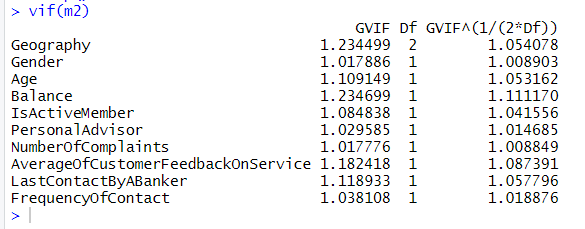 > vif(m2)
GVIF Df GVIF^(1/(2*Df))
Geography 1.234499 2 1.054078
Gender 1.017886 1 1.008903
Age 1.109149 1 1.053162
Balance 1.234699 1 1.111170
IsActiveMember 1.084838 1 1.041556
PersonalAdvisor 1.029585 1 1.014685
NumberOfComplaints 1.017776 1 1.008849
AverageOfCustomerFeedbackOnService 1.182418 1 1.087391
LastContactByABanker 1.118933 1 1.057796
FrequencyOfContact 1.038108 1 1.018876
>